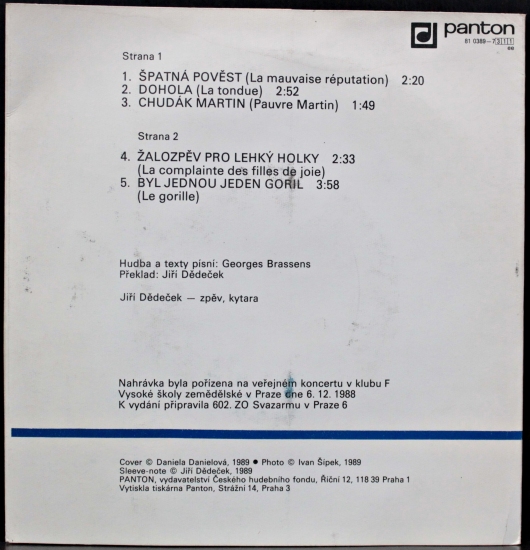 panton
81 0389-7 311
Strana 1
1. ŠPATNÁ POVĚST (La mauvaise réputation) 2:20
2. DOHOLA (La tondue) 2:52
3. CHUDÁK MARTIN (Pauvre Martin) 1:49
Strana 2
4. ŽALOZPĚV PRO LEHKÝ HOLKY 2:33
(La complainte des filles de joie)
5. BYL JEDNOU JEDEN GORIL 3:58
(Le gorille)
Hudba a texty písní: Georges Brassens
Překlad: Jiří Dědeček
Jiří Dědeček — zpěv, kytara
Nahrávka byla pořízena na veřejném koncertu v klubu F
Vysoké školy zemědělské v Praze dne 6. 12. 1988
K vydání připravila 602. ZO Svazarmu v Praze 6
Cover © Daniela Danielová, 1989 ● Photo © Ivan Šípek, 1989
Sleeve-note © Jiří Dědeček, 1989
PANTON, vydavatelství Českého hudebního fondu, Říční 12, 118 39 Praha 1
Vytiskla tiskárna Panton, Strážní 14, Praha 3